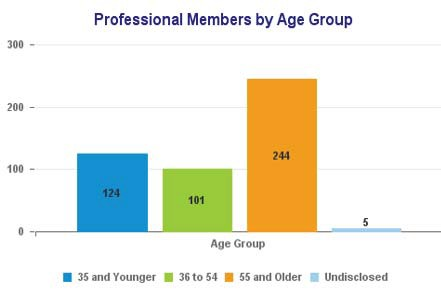 Professional Members by Age Group
300
200
100
0
124
101
244
5
Age Group
35 and Younger 36 to 54 55 and Older Undisclosed